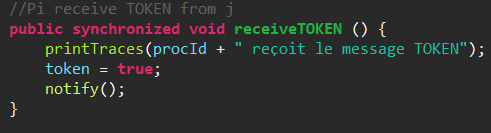 //Pi receive TOKEN from j
public synchronized void receiveTOKEN () {
printTraces(procId + " reçoit le message TOKEN");
token = true;
notify();
}